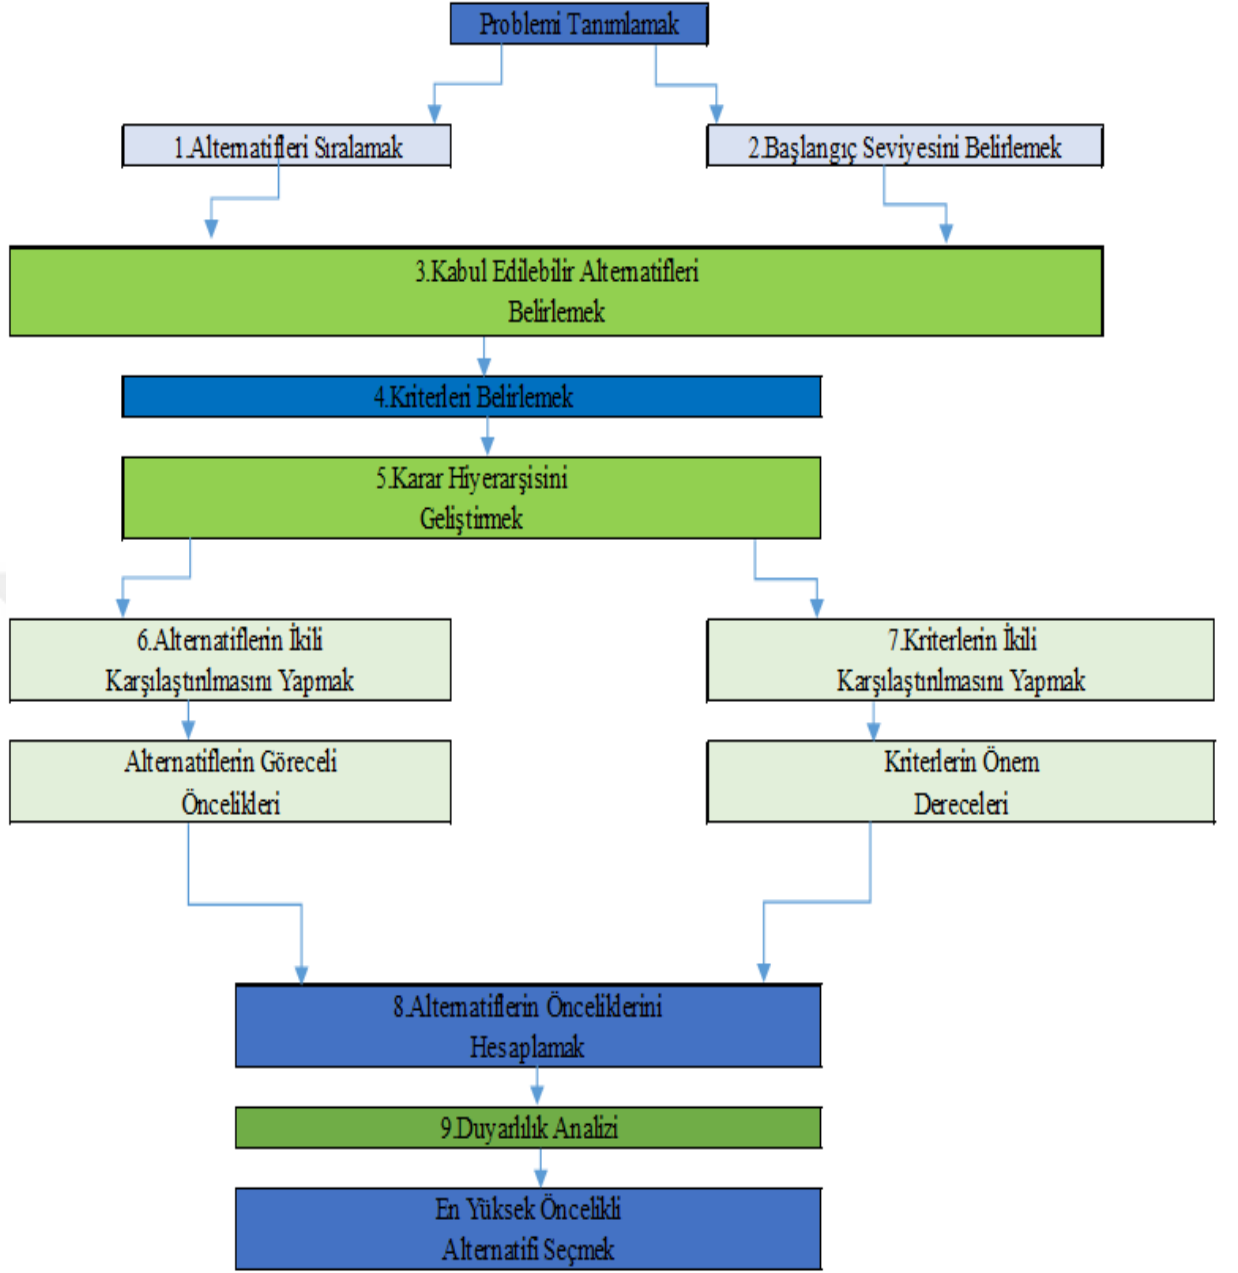 Problemi Tanımlamak
1.Alternatifleri Sıralamak
2.Başlangıç Seviyesini Belirlemek
3.Kabul Edilebilir Alternatifleri
Belirlemek
4.Kriterleri Belirlemek
5.Karar Hiyerarşisini
Geliştirmek
6.Alternatiflerin İkili
Karşılaştırılmasını Yapmak
7.Kriterlerin İkili
Karşılaştırılmasını Yapmak
Alternatiflerin Göreceli
Öncelikleri
Kriterlerin Önem
Dereceleri
8.Alternatiflerin Önceliklerini
Hesaplamak
9.Duyarlılık Analizi
En Yüksek Öncelikli
Alternatifi Seçmek